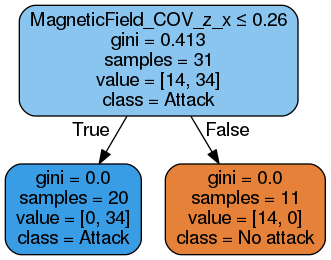 MagneticField_COV_z_x ≤ 0.26
gini = 0.413
samples = 31
value = [14, 34]
class = Attack
True
False
gini = 0.0
samples = 20
value = [0, 34]
class = Attack
gini = 0.0
samples = 11
value = [14, 0]
class = No attack